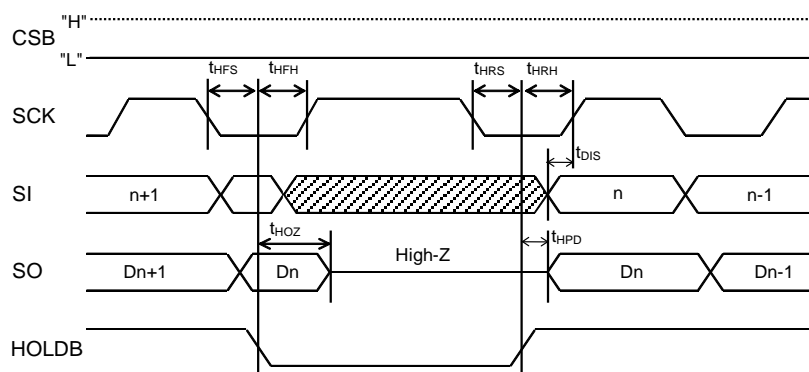 "H"
CSB
"L"
tHFS tHFH tHRS tHRH
SCK
tDIS
SI n+1 n n-1
tHOZ tHPD
High-Z
SO Dn+1 Dn Dn Dn-1
HOLDB